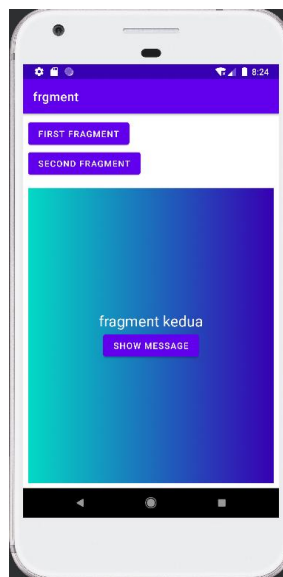 8:24
frgment
FIRST FRAGMENT
SECOND FRAGMENT
fragment kedua
SHOW MESSAGE